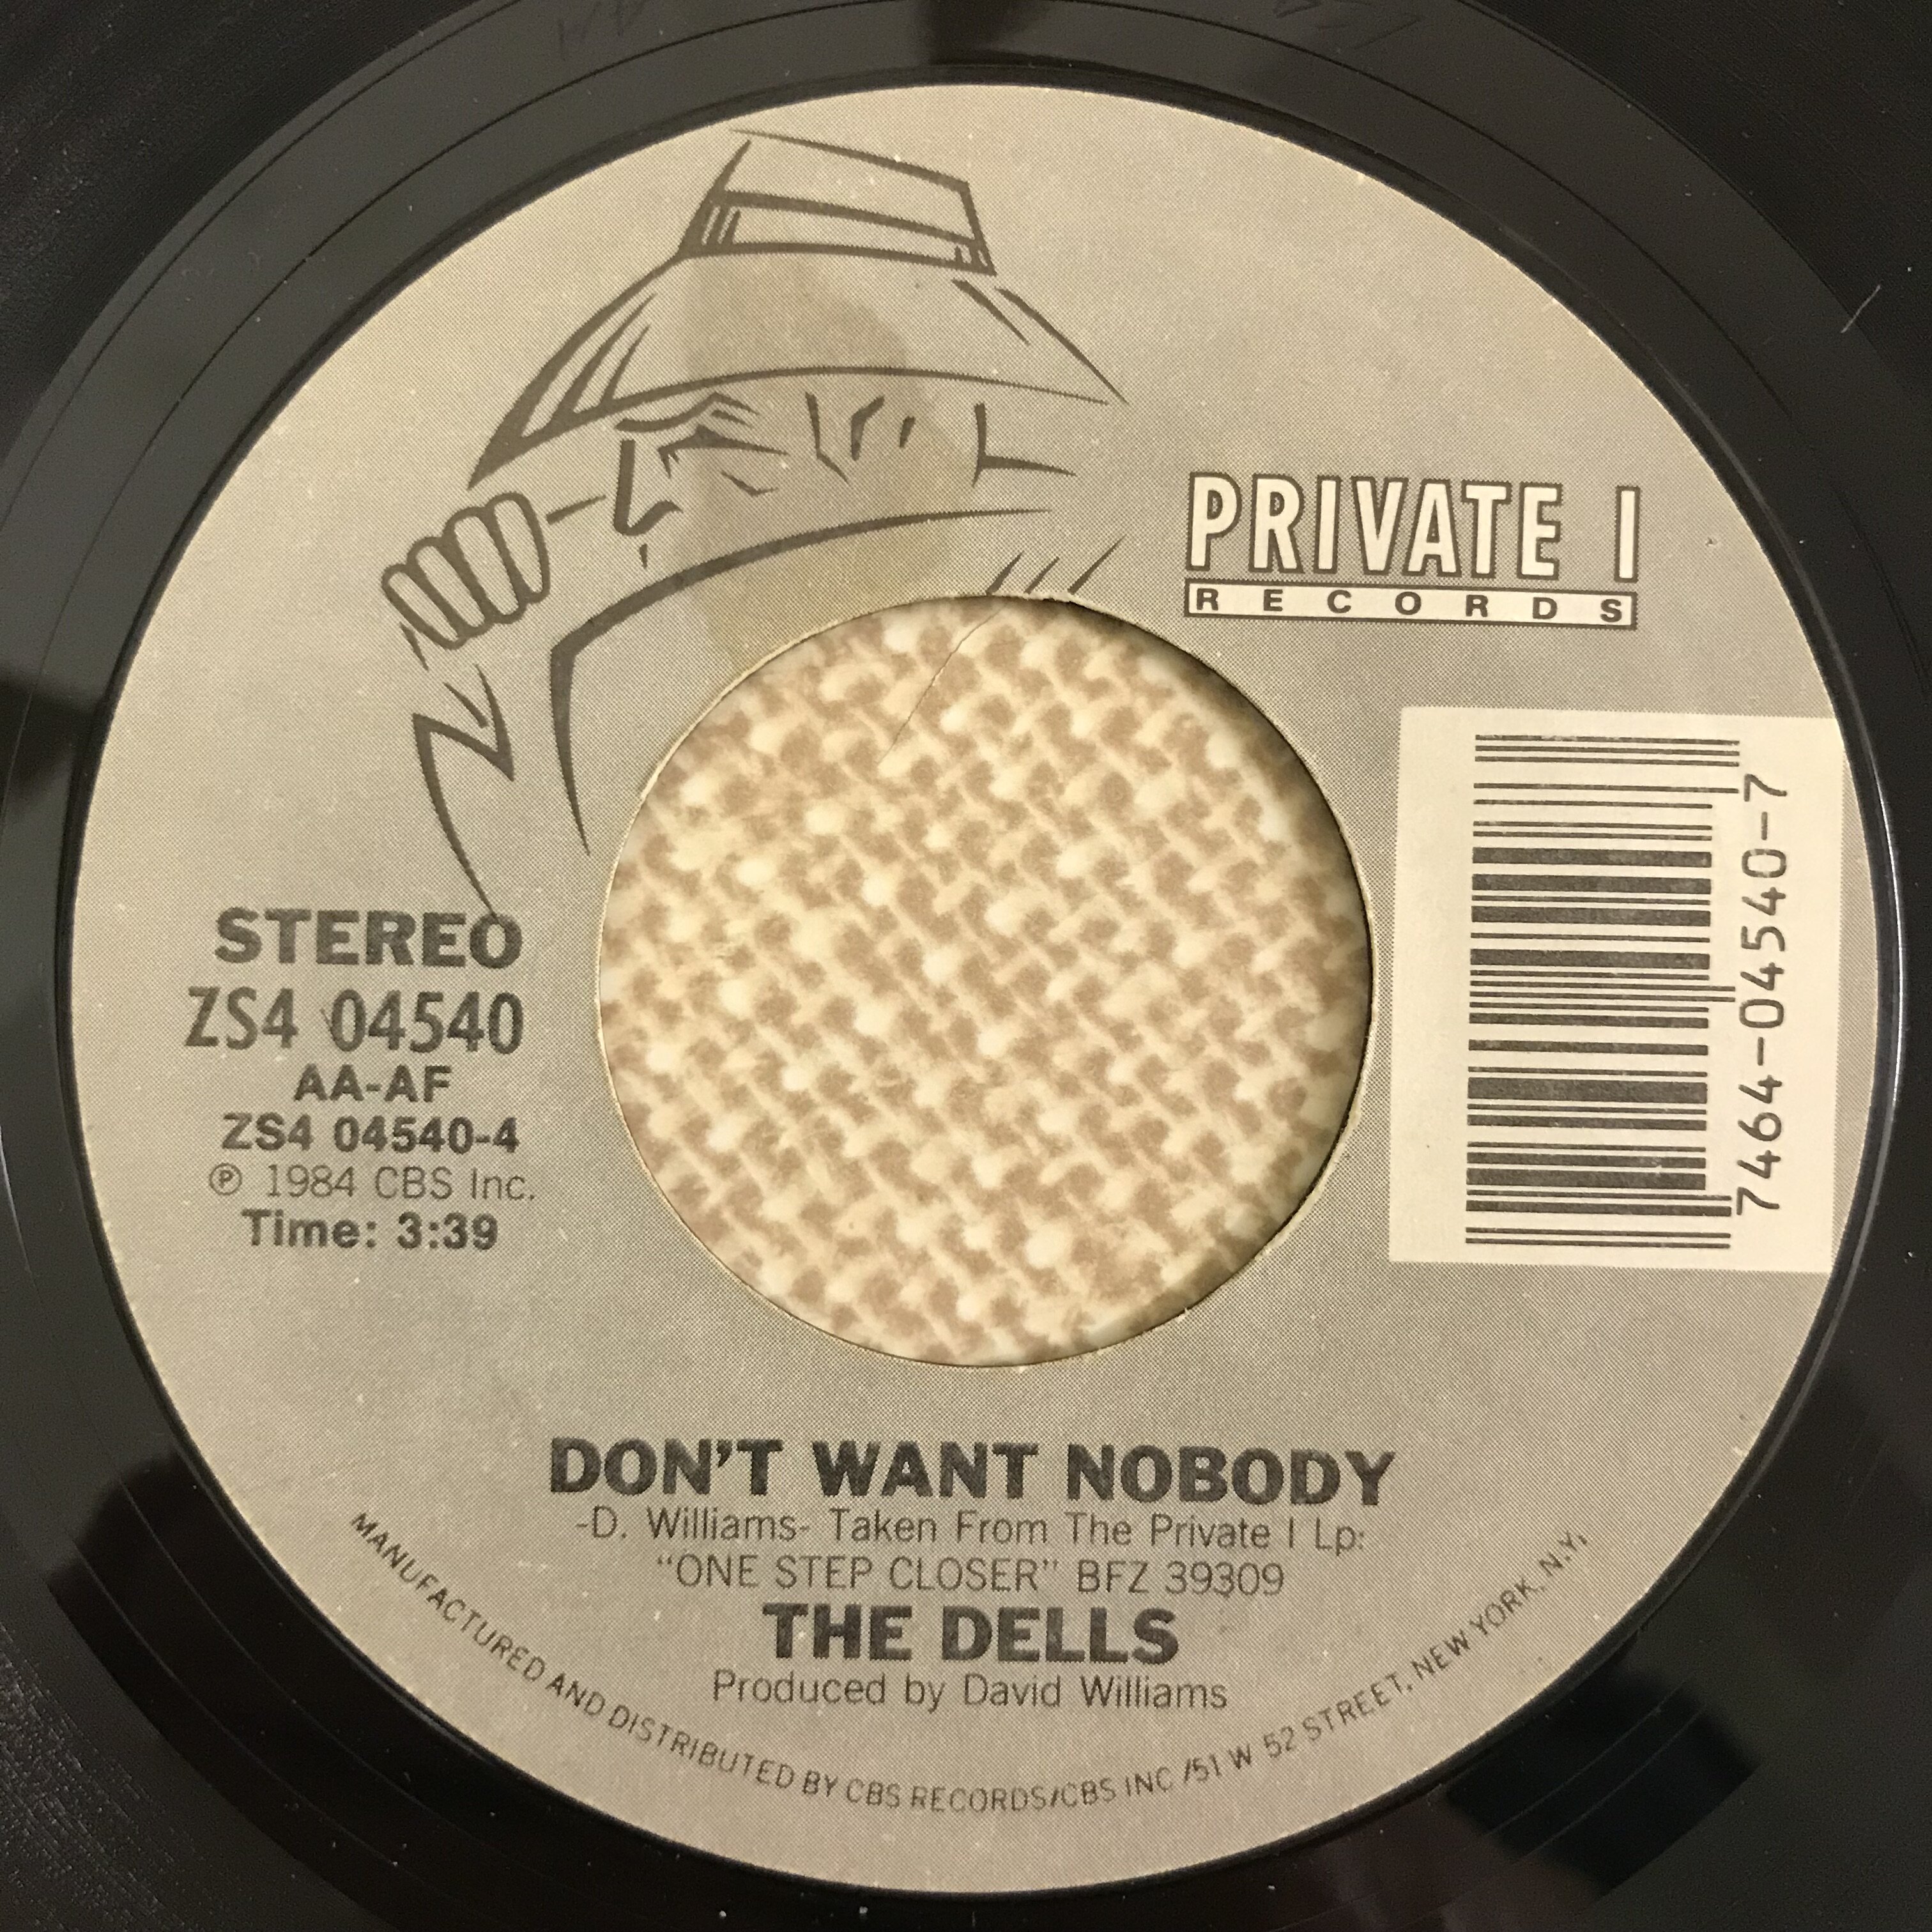 PRIVATE I
RECORDS
7464-04540-7
STEREO
ZS4 04540
AA-AF
ZS4 04540-4
℗ 1984 CBS Inc.
Time: 3:39
DON'T WANT NOBODY
-D. Williams- Taken From The Private I Lp:
"ONE STEP CLOSER" BFZ 39309
THE DELLS
Produced by David Williams
MANUFACTURED AND DISTRIBUTED BY CBS RECORDS/CBS INC /51 W 52 STREET, NEW YORK, N.Y.